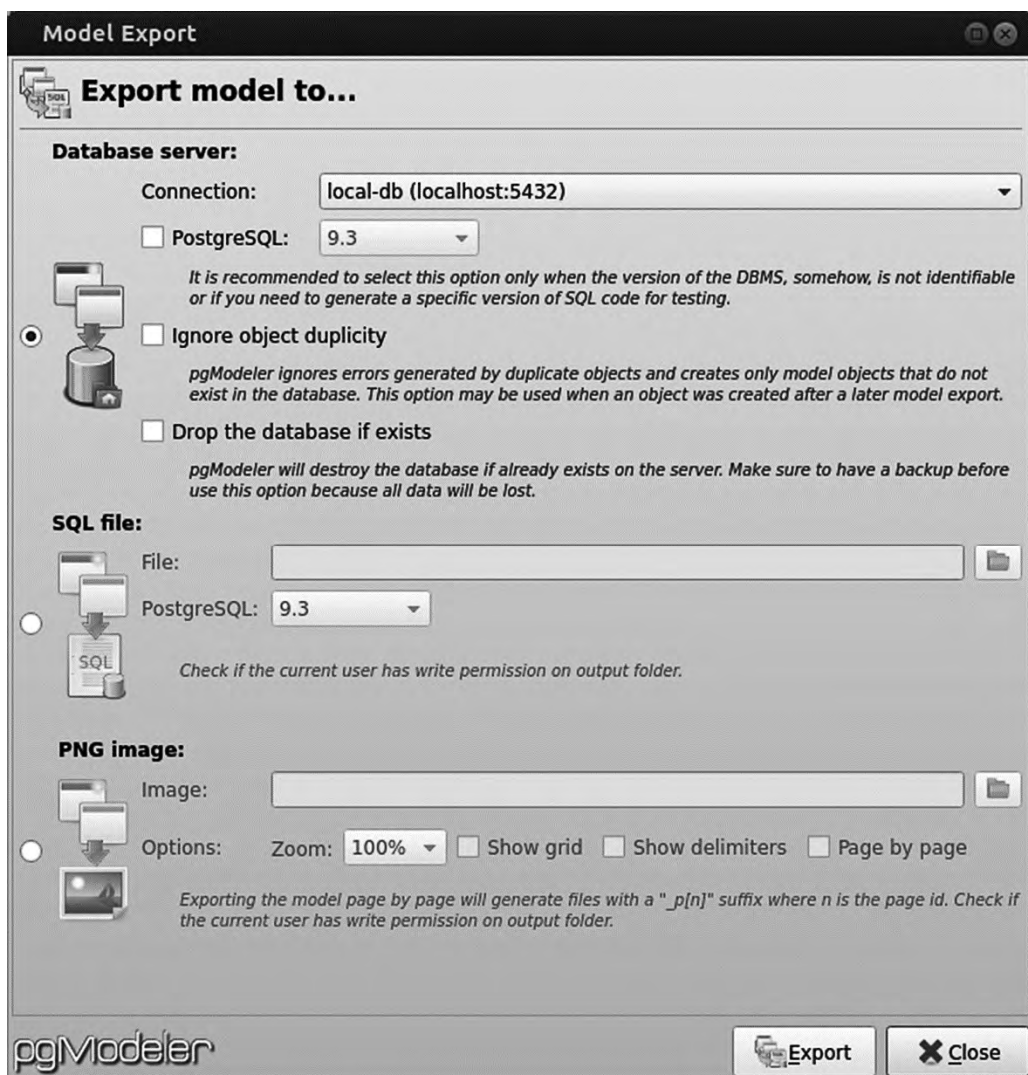 Model Export
Export model to...
Database server:
Connection: local-db (localhost:5432)
PostgreSQL: 9.3
It is recommended to select this option only when the version of the DBMS, somehow, is not identifiable
or if you need to generate a specific version of SQL code for testing.
Ignore object duplicity
pgModeler ignores errors generated by duplicate objects and creates only model objects that do not
exist in the database. This option may be used when an object was created after a later model export.
Drop the database if exists
pgModeler will destroy the database if already exists on the server. Make sure to have a backup before
use this option because all data will be lost.
SQL file:
File:
PostgreSQL: 9.3
SQL
Check if the current user has write permission on output folder.
PNG image:
Image:
Options: Zoom: 100% Show grid Show delimiters Page by page
Exporting the model page by page will generate files with a "_p[n]" suffix where n is the page id. Check if
the current user has write permission on output folder.
pgModeler Export Close